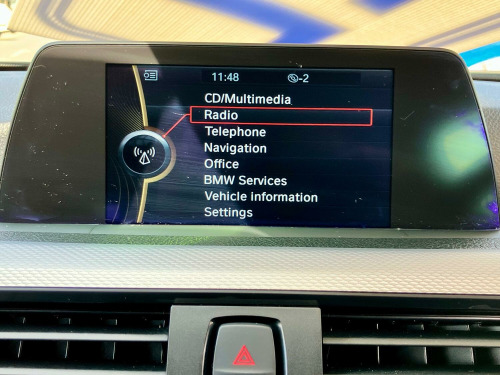 11:48 -2
CD/Multimedia
Radio
Telephone
Navigation
Office
BMW Services
Vehicle information
Settings